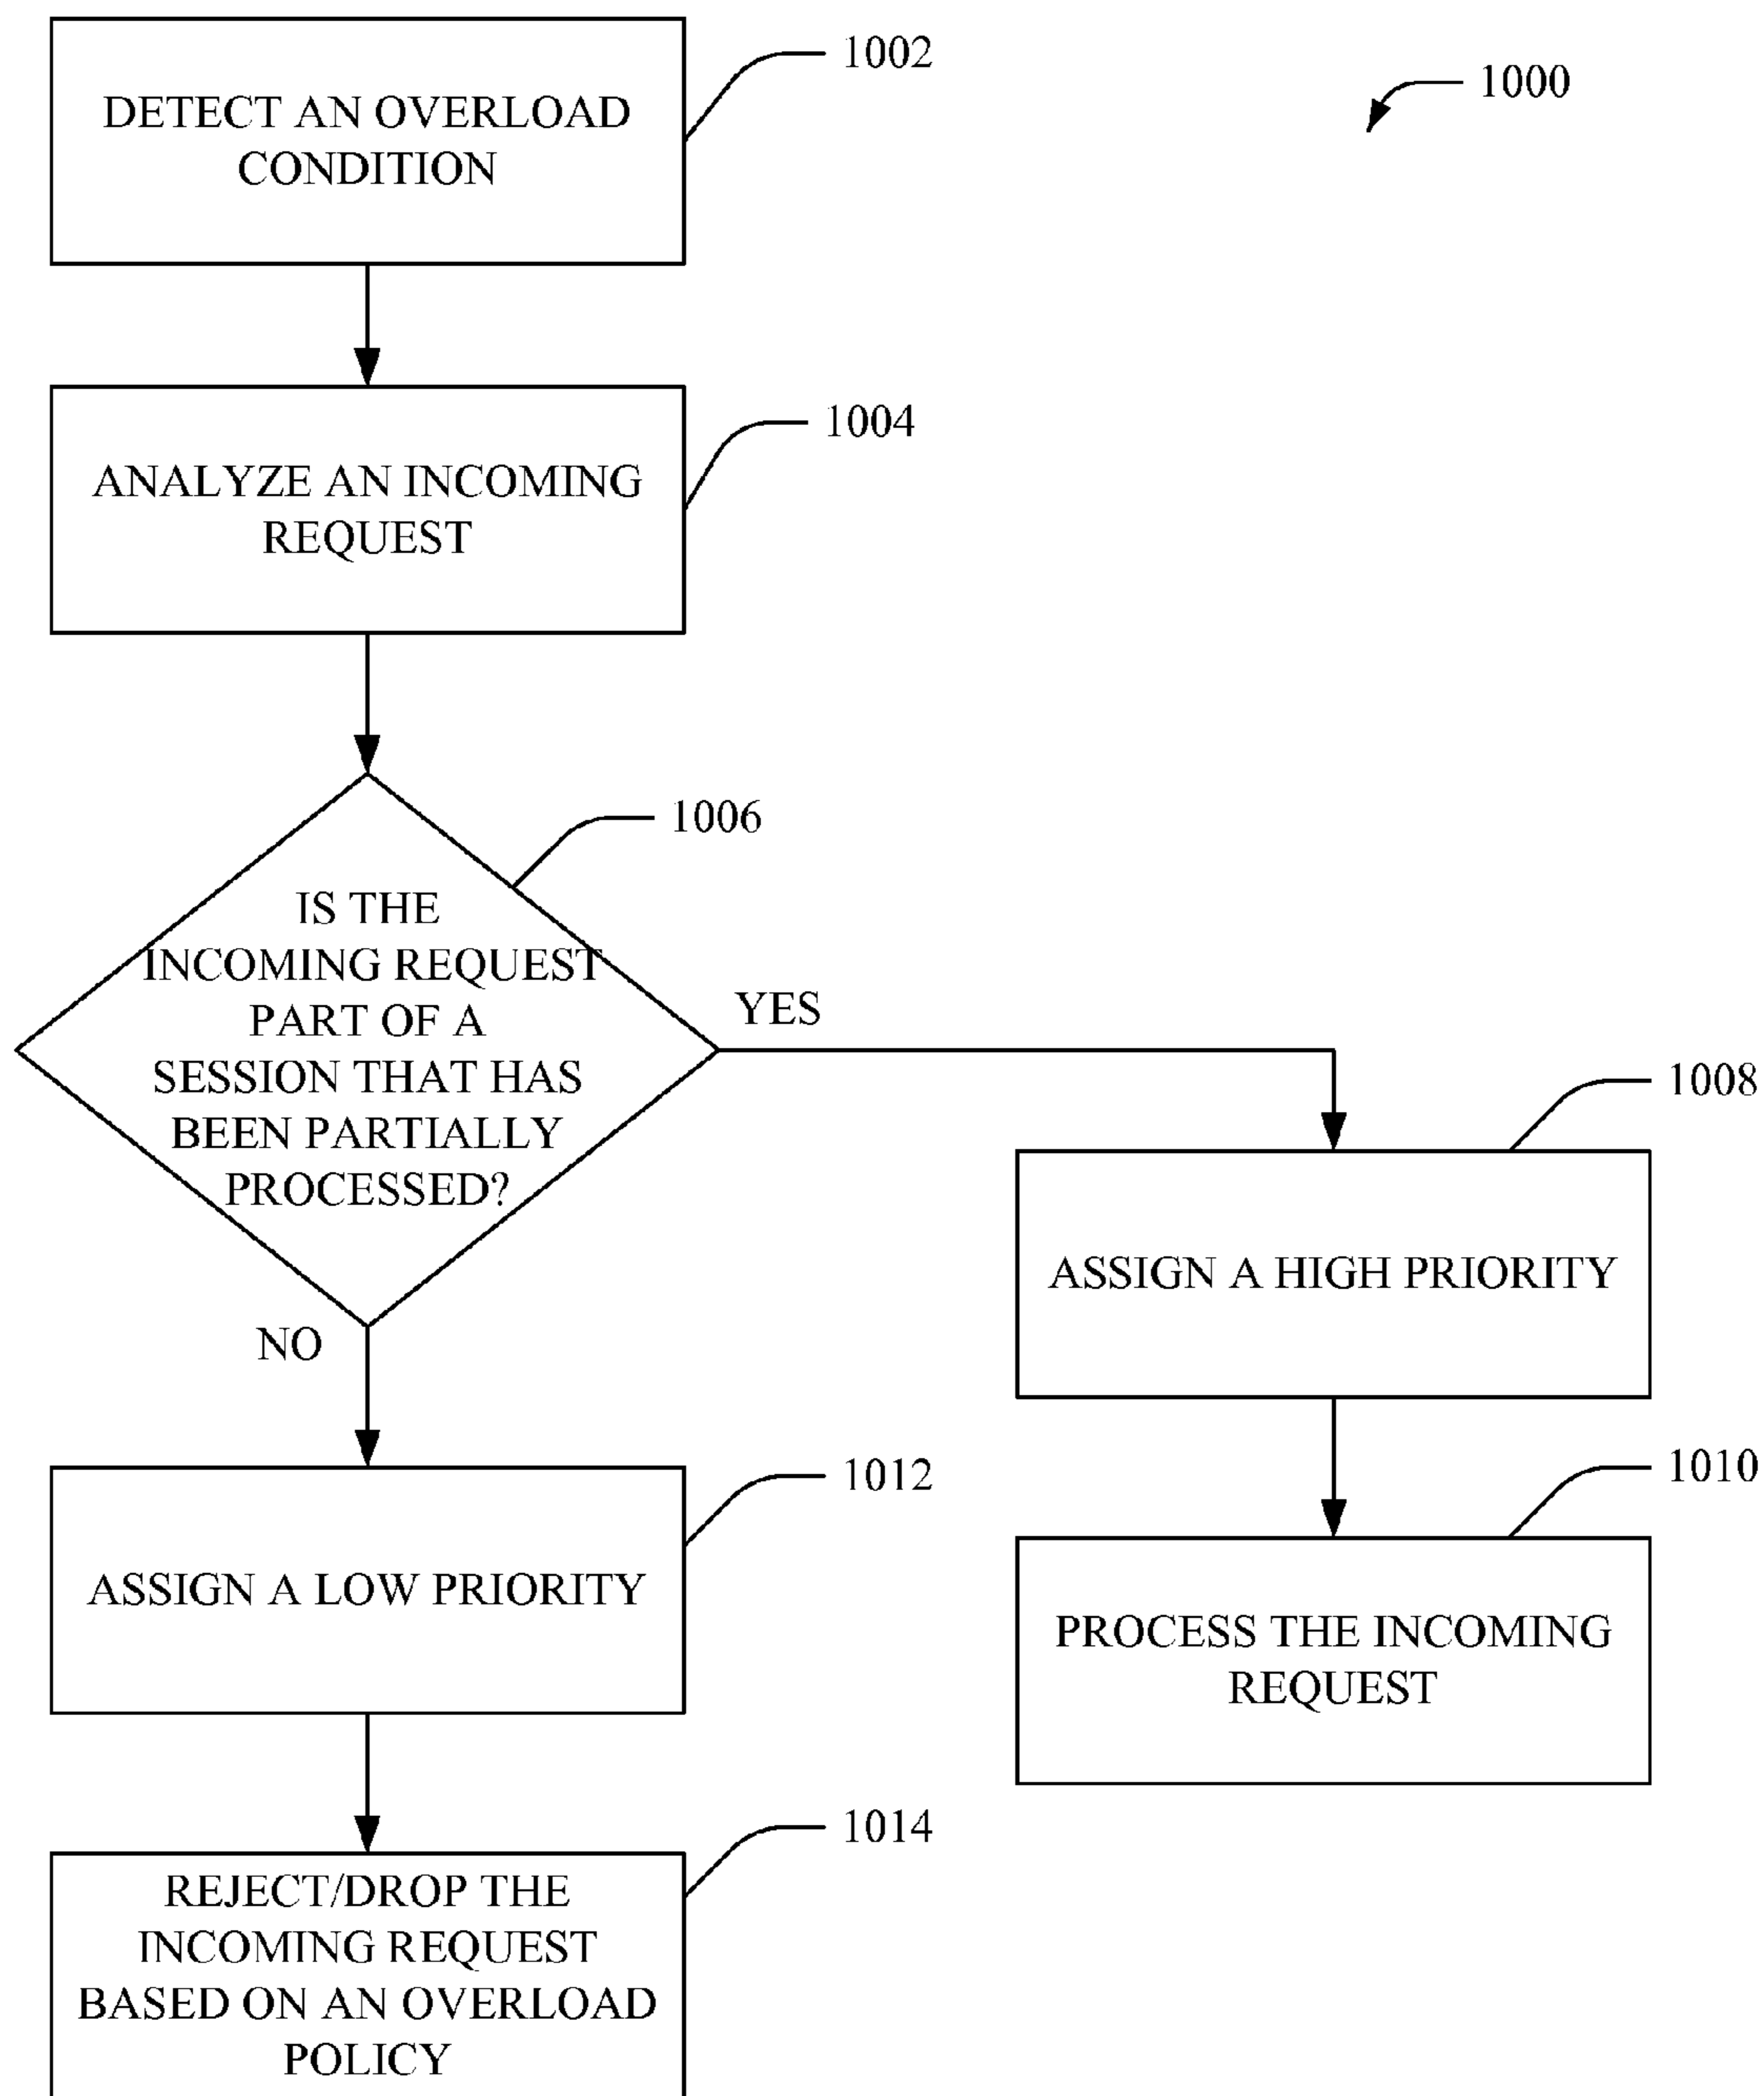 1002
1000
DETECT AN OVERLOAD
CONDITION
1004
ANALYZE AN INCOMING
REQUEST
1006
IS THE
INCOMING REQUEST
PART OF A
SESSION THAT HAS
BEEN PARTIALLY
PROCESSED?
YES
NO
1008
ASSIGN A HIGH PRIORITY
1010
PROCESS THE INCOMING
REQUEST
1012
ASSIGN A LOW PRIORITY
1014
REJECT/DROP THE
INCOMING REQUEST
BASED ON AN OVERLOAD
POLICY